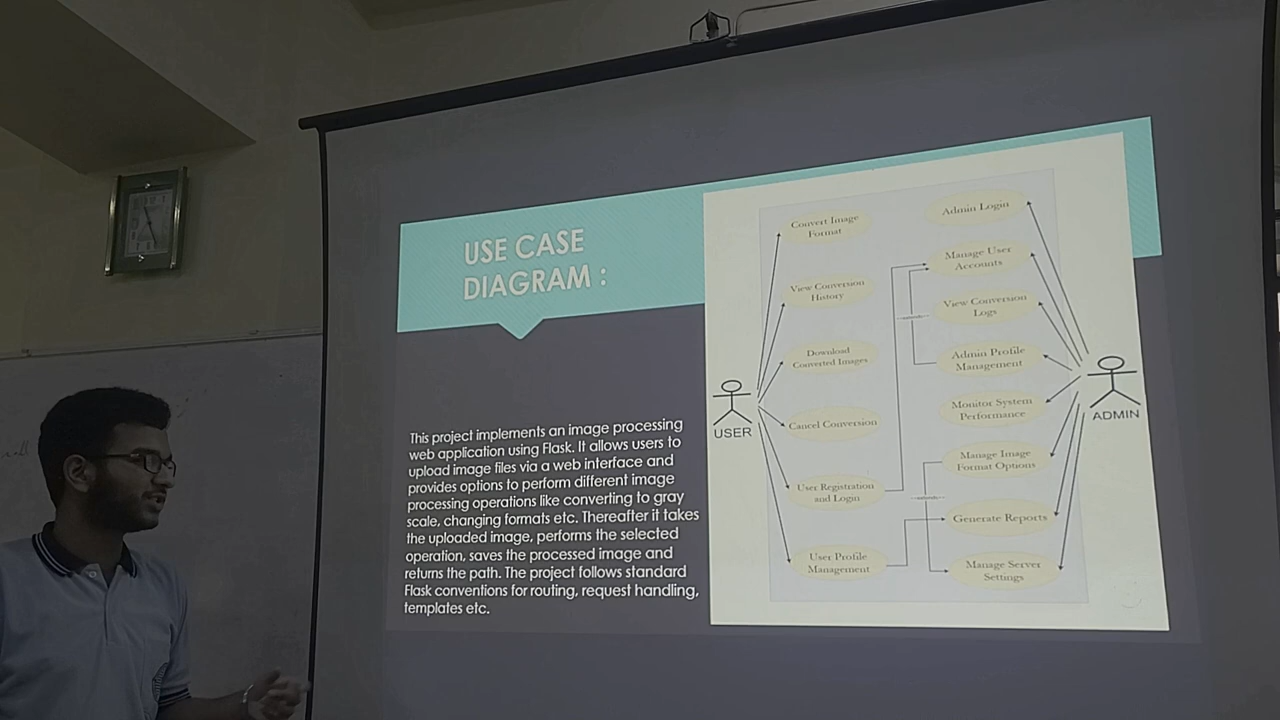 USE CASE
DIAGRAM :
This project implements an image processing
web application using Flask. It allows users to
upload image files via a web interface and
provides options to perform different image
processing operations like converting to gray
scale, changing formats etc. Thereafter it takes
the uploaded image, performs the selected
operation, saves the processed image and
returns the path. The project follows standard
Flask conventions for routing, request handling,
templates etc.
USER
Convert Image
Format
View Conversion
History
Download
Converted Images
Cancel Conversion
User Registration
and Login
User Profile
Management
Admin Login
Manage User
Accounts
View Conversion
Logs
Admin Profile
Management
Monitor System
Performance
Manage Image
Format Options
Generate Reports
Manage Server
Settings
ADMIN